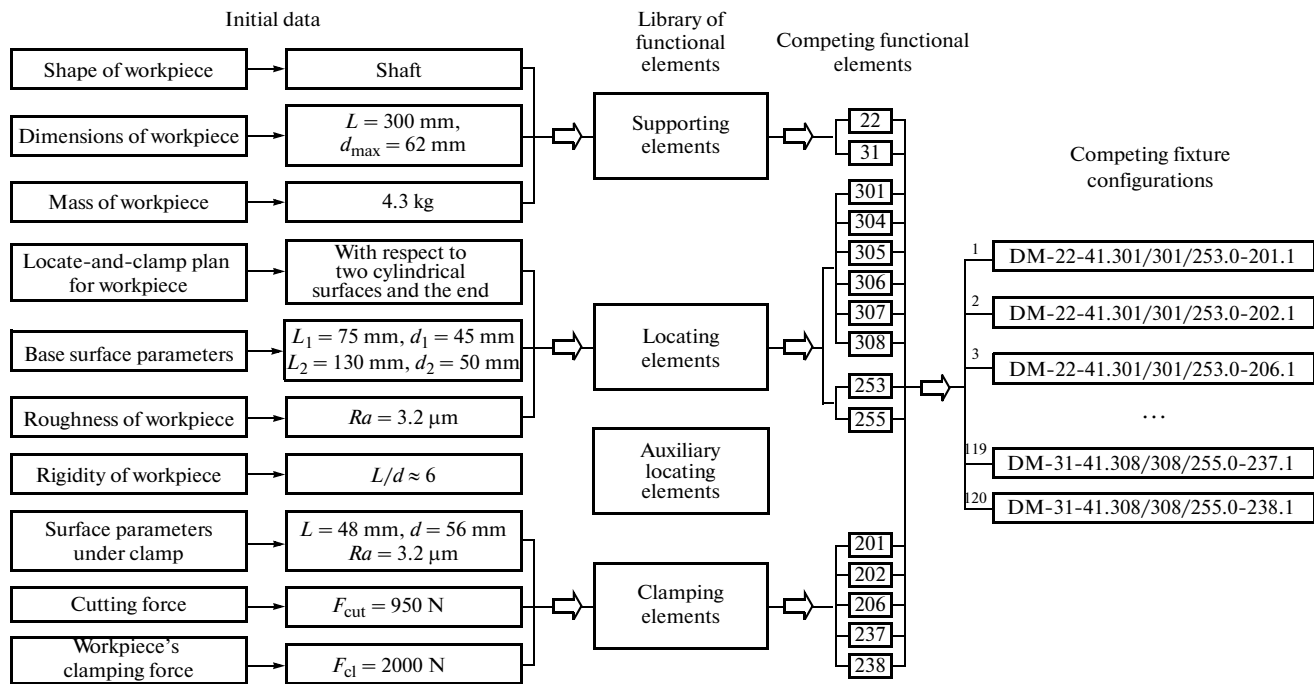 Initial data
Library of
functional
elements
Competing functional
elements
Shape of workpiece
Shaft
Dimensions of workpiece
L = 300 mm,
d_max = 62 mm
Mass of workpiece
4.3 kg
Locate-and-clamp plan
for workpiece
With respect to
two cylindrical
surfaces and the end
Base surface parameters
L_1 = 75 mm, d_1 = 45 mm
L_2 = 130 mm, d_2 = 50 mm
Roughness of workpiece
Ra = 3.2 μm
Rigidity of workpiece
L/d ≈ 6
Surface parameters
under clamp
L = 48 mm, d = 56 mm
Ra = 3.2 μm
Cutting force
F_cut = 950 N
Workpiece's
clamping force
F_cl = 2000 N
Supporting
elements
Locating
elements
Auxiliary
locating
elements
Clamping
elements
22
31
301
304
305
306
307
308
253
255
201
202
206
237
238
Competing fixture
configurations
1 DM-22-41.301/301/253.0-201.1
2 DM-22-41.301/301/253.0-202.1
3 DM-22-41.301/301/253.0-206.1
...
119 DM-31-41.308/308/255.0-237.1
120 DM-31-41.308/308/255.0-238.1